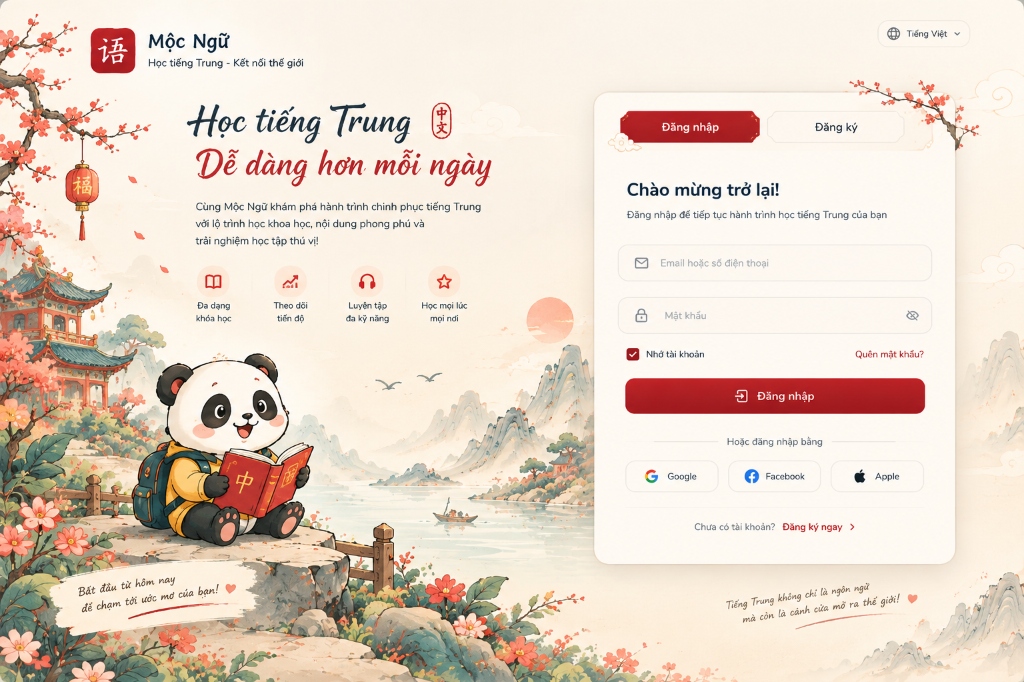 语
Mộc Ngữ
Học tiếng Trung - Kết nối thế giới
Tiếng Việt
Học tiếng Trung
中文
Dễ dàng hơn mỗi ngày
Cùng Mộc Ngữ khám phá hành trình chinh phục tiếng Trung
với lộ trình học khoa học, nội dung phong phú và
trải nghiệm học tập thú vị!
Đa dạng
khóa học
Theo dõi
tiến độ
Luyện tập
đa kỹ năng
Học mọi lúc
mọi nơi
福
中
Bắt đầu từ hôm nay
để chạm tới ước mơ của bạn!
Đăng nhập
Đăng ký
Chào mừng trở lại!
Đăng nhập để tiếp tục hành trình học tiếng Trung của bạn
Email hoặc số điện thoại
Mật khẩu
Nhớ tài khoản
Quên mật khẩu?
Đăng nhập
Hoặc đăng nhập bằng
Google
Facebook
Apple
Chưa có tài khoản? Đăng ký ngay
Tiếng Trung không chỉ là ngôn ngữ
mà còn là cánh cửa mở ra thế giới!